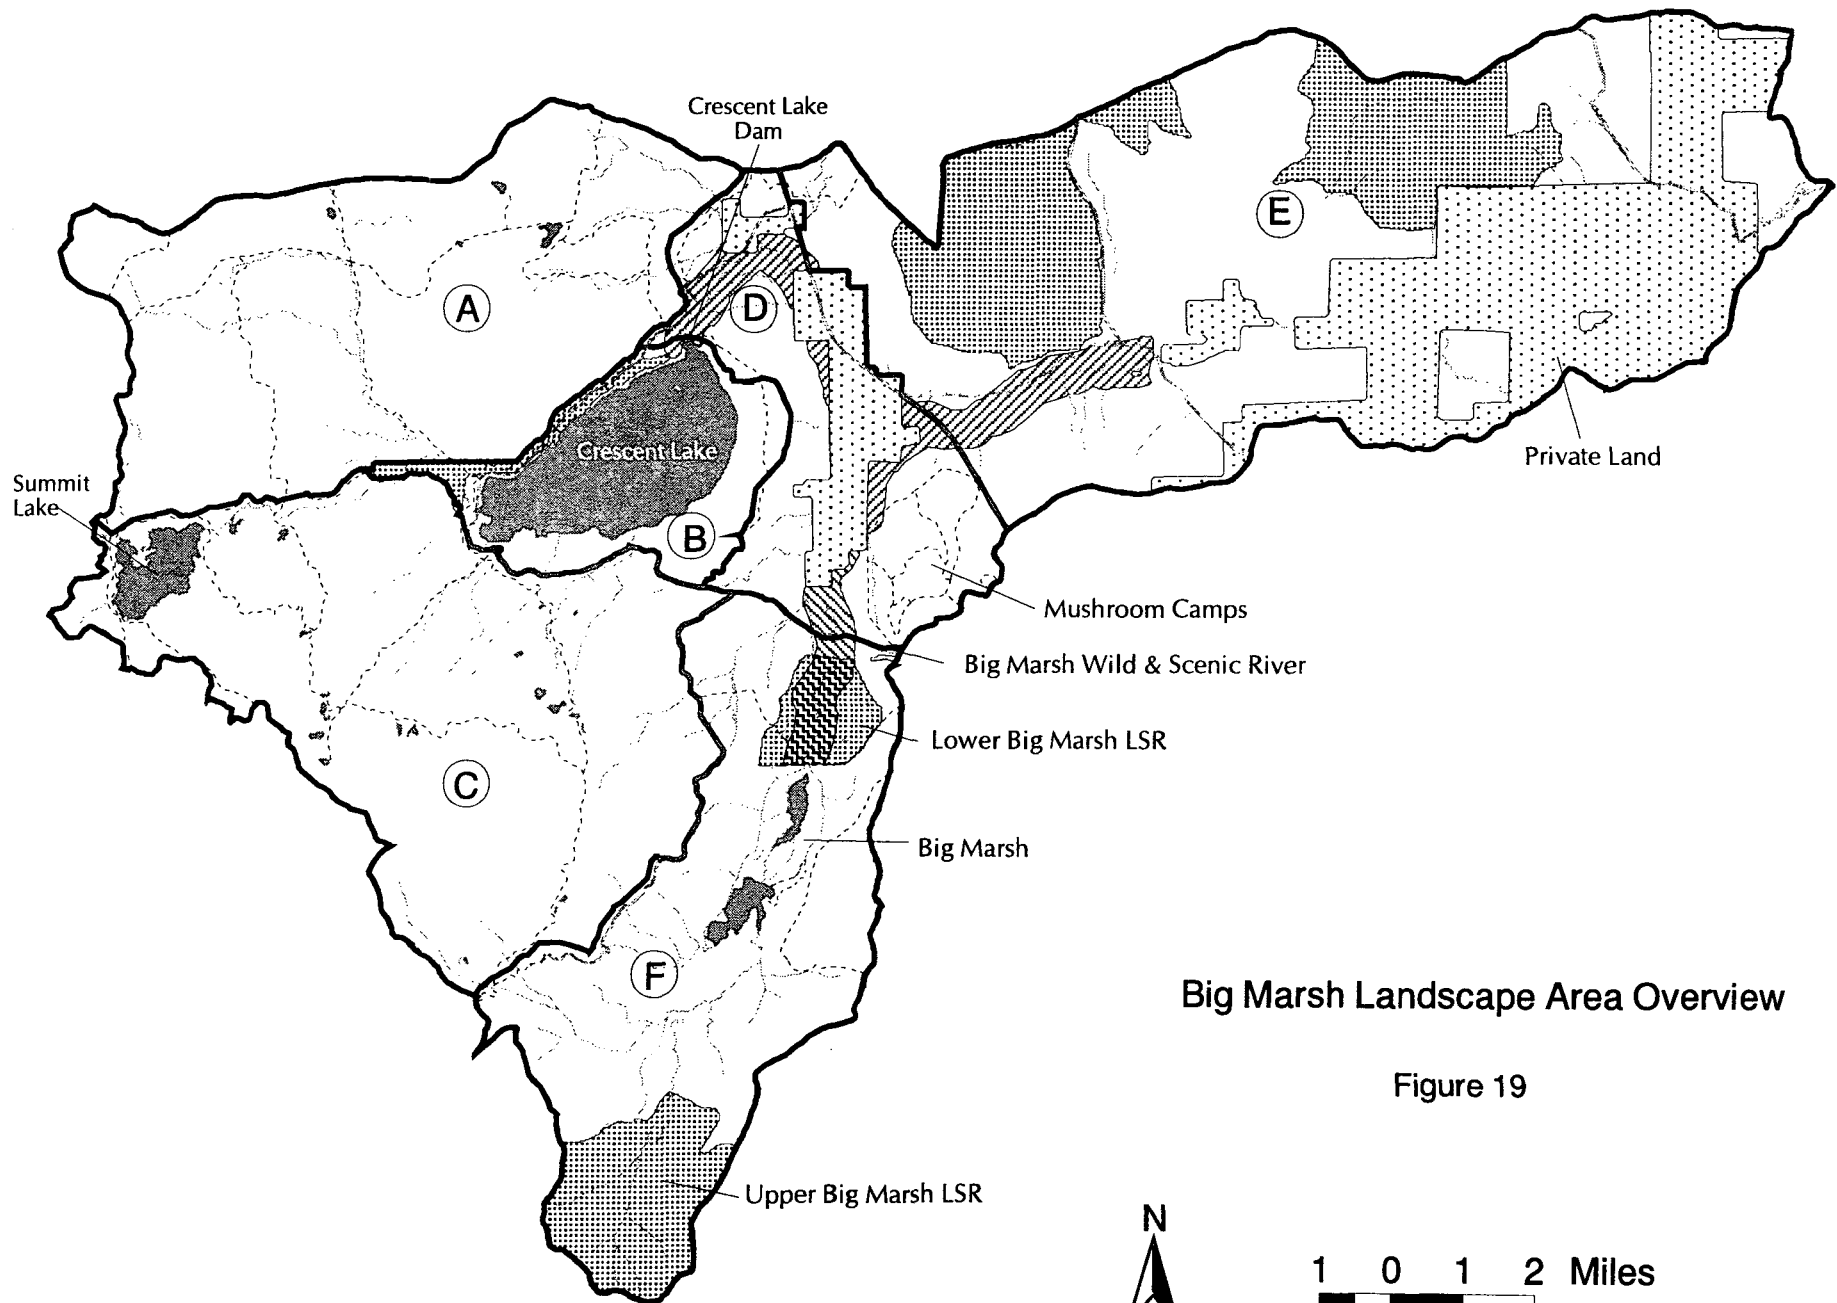 Crescent Lake
Dam
E
A
D
Crescent Lake
Private Land
Summit
Lake
B
Mushroom Camps
Big Marsh Wild & Scenic River
Lower Big Marsh LSR
C
Big Marsh
F
Big Marsh Landscape Area Overview
Figure 19
Upper Big Marsh LSR
N
1 0 1 2 Miles